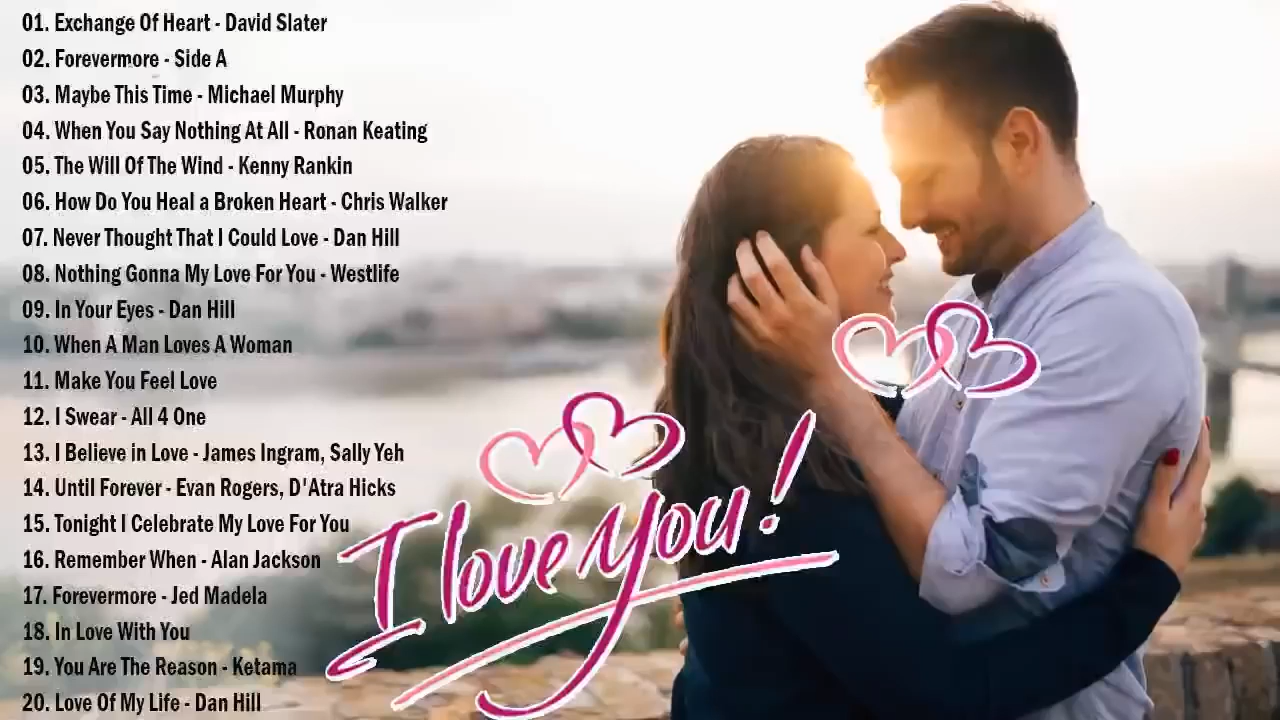 01. Exchange Of Heart - David Slater
02. Forevermore - Side A
03. Maybe This Time - Michael Murphy
04. When You Say Nothing At All - Ronan Keating
05. The Will Of The Wind - Kenny Rankin
06. How Do You Heal a Broken Heart - Chris Walker
07. Never Thought That I Could Love - Dan Hill
08. Nothing Gonna My Love For You - Westlife
09. In Your Eyes - Dan Hill
10. When A Man Loves A Woman
11. Make You Feel Love
12. I Swear - All 4 One
13. I Believe in Love - James Ingram, Sally Yeh
14. Until Forever - Evan Rogers, D'Atra Hicks
15. Tonight I Celebrate My Love For You
16. Remember When - Alan Jackson
17. Forevermore - Jed Madela
18. In Love With You
19. You Are The Reason - Ketama
20. Love Of My Life - Dan Hill
I love You!